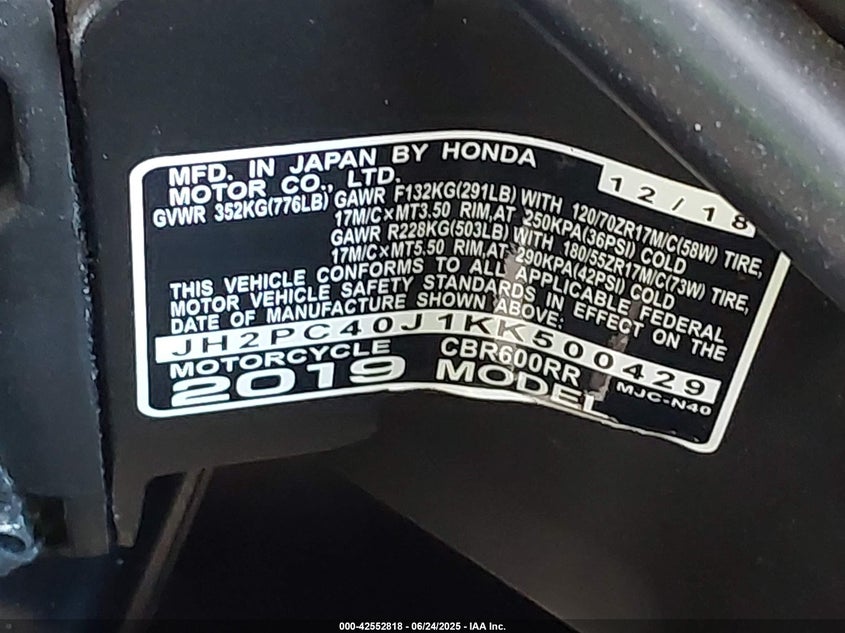 MFD. IN JAPAN BY HONDA
MOTOR CO., LTD.
12/18
GVWR 352KG(776LB) GAWR F132KG(291LB) WITH 120/70ZR17M/C(58W) TIRE,
17M/C×MT3.50 RIM,AT 250KPA(36PSI) COLD
GAWR R228KG(503LB) WITH 180/55ZR17M/C(73W) TIRE,
17M/C×MT5.50 RIM,AT 290KPA(42PSI) COLD
THIS VEHICLE CONFORMS TO ALL APPLICABLE FEDERAL
MOTOR VEHICLE SAFETY STANDARDS IN EFFECT ON THE
DATE OF MANUFACTURE SHOWN ABOVE:
JH2PC40J1KK500429
MOTORCYCLE CBR600RR MJC-N40
2019 MODEL
000-42552818 - 06/24/2025 - IAA Inc.